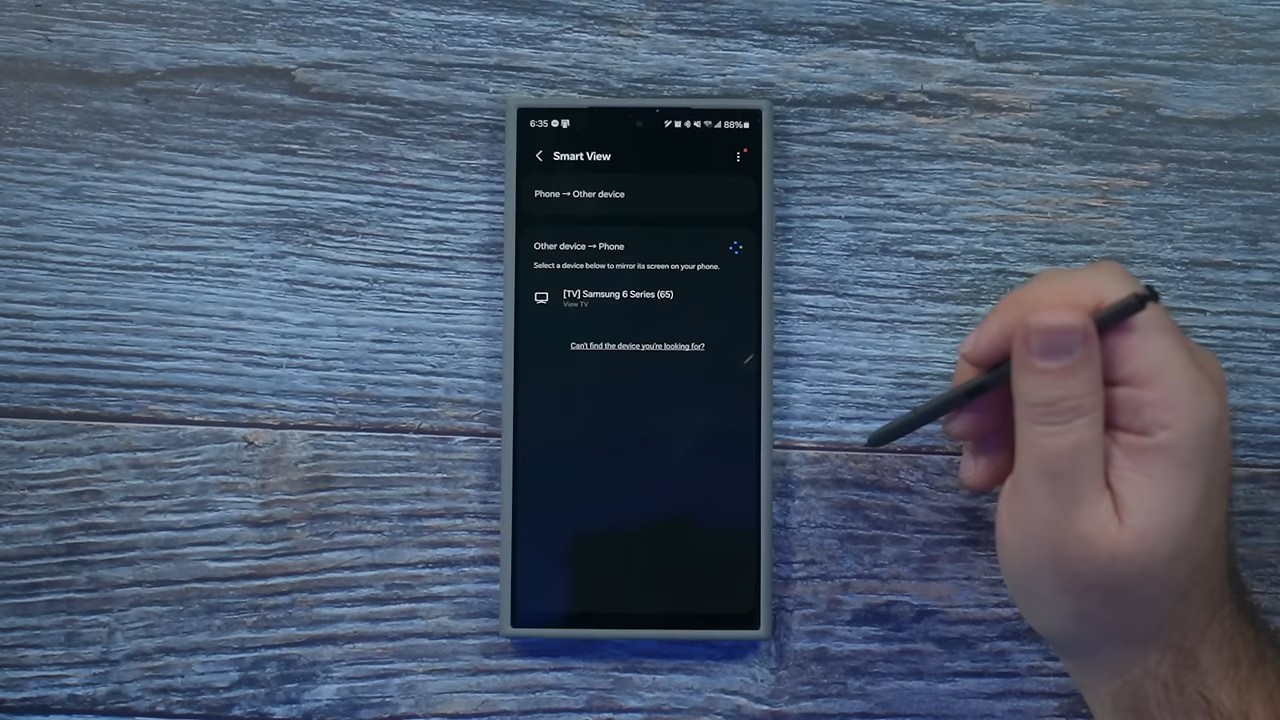 6:35
88%
Smart View
Phone → Other device
Other device → Phone
Select a device below to mirror its screen on your phone.
[TV] Samsung 6 Series (65)
View TV
Can't find the device you're looking for?